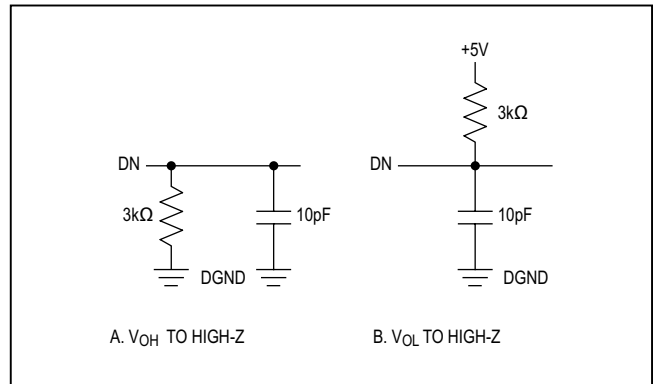 +5V
3kΩ
DN
3kΩ
10pF
DGND
DN
10pF
DGND
A. VOH TO HIGH-Z
B. VOL TO HIGH-Z